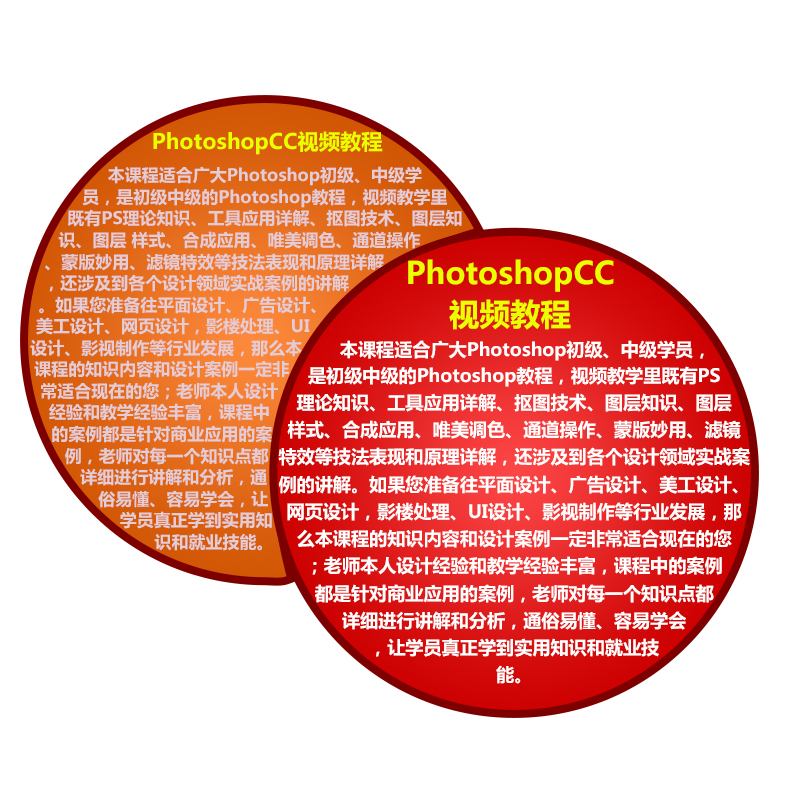 PhotoshopCC视频教程
本课程适合广大Photoshop初级、中级学
员，是初级中级的Photoshop教程，视频教学里
既有PS理论知识、工具应用详解、抠图技术、图层知
识、图层 样式、合成应用、唯美调色、通道操作
、蒙版妙用、滤镜特效等技法表现和原理详解
，还涉及到各个设计领域实战案例的讲解
。如果您准备往平面设计、广告设计、
美工设计、网页设计，影楼处理、UI
设计、影视制作等行业发展，那么本
课程的知识内容和设计案例一定非
常适合现在的您；老师本人设计
经验和教学经验丰富，课程中
的案例都是针对商业应用的案
例，老师对每一个知识点都
详细进行讲解和分析，通
俗易懂、容易学会，让
学员真正学到实用知
识和就业技能。
PhotoshopCC
视频教程
本课程适合广大Photoshop初级、中级学员，
是初级中级的Photoshop教程，视频教学里既有PS
理论知识、工具应用详解、抠图技术、图层知识、图层
样式、合成应用、唯美调色、通道操作、蒙版妙用、滤镜
特效等技法表现和原理详解，还涉及到各个设计领域实战案
例的讲解。如果您准备往平面设计、广告设计、美工设计、
网页设计，影楼处理、UI设计、影视制作等行业发展，那
么本课程的知识内容和设计案例一定非常适合现在的您
；老师本人设计经验和教学经验丰富，课程中的案例
都是针对商业应用的案例，老师对每一个知识点都
详细进行讲解和分析，通俗易懂、容易学会
，让学员真正学到实用知识和就业技
能。